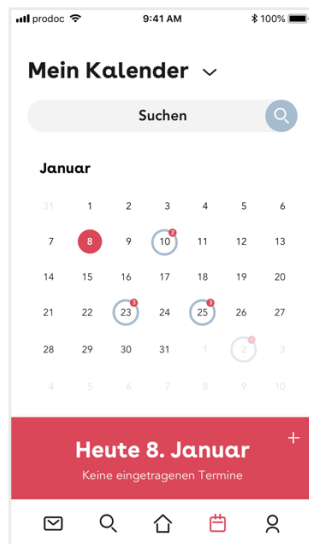 prodoc 9:41 AM 100%
Mein Kalender
Suchen
Januar
31 1 2 3 4 5 6
7 8 9 10 2 11 12 13
14 15 16 17 18 19 20
21 22 23 3 24 25 3 26 27
28 29 30 31 1 2 3
4 5 6 7 8 9 10
Heute 8. Januar +
Keine eingetragenen Termine